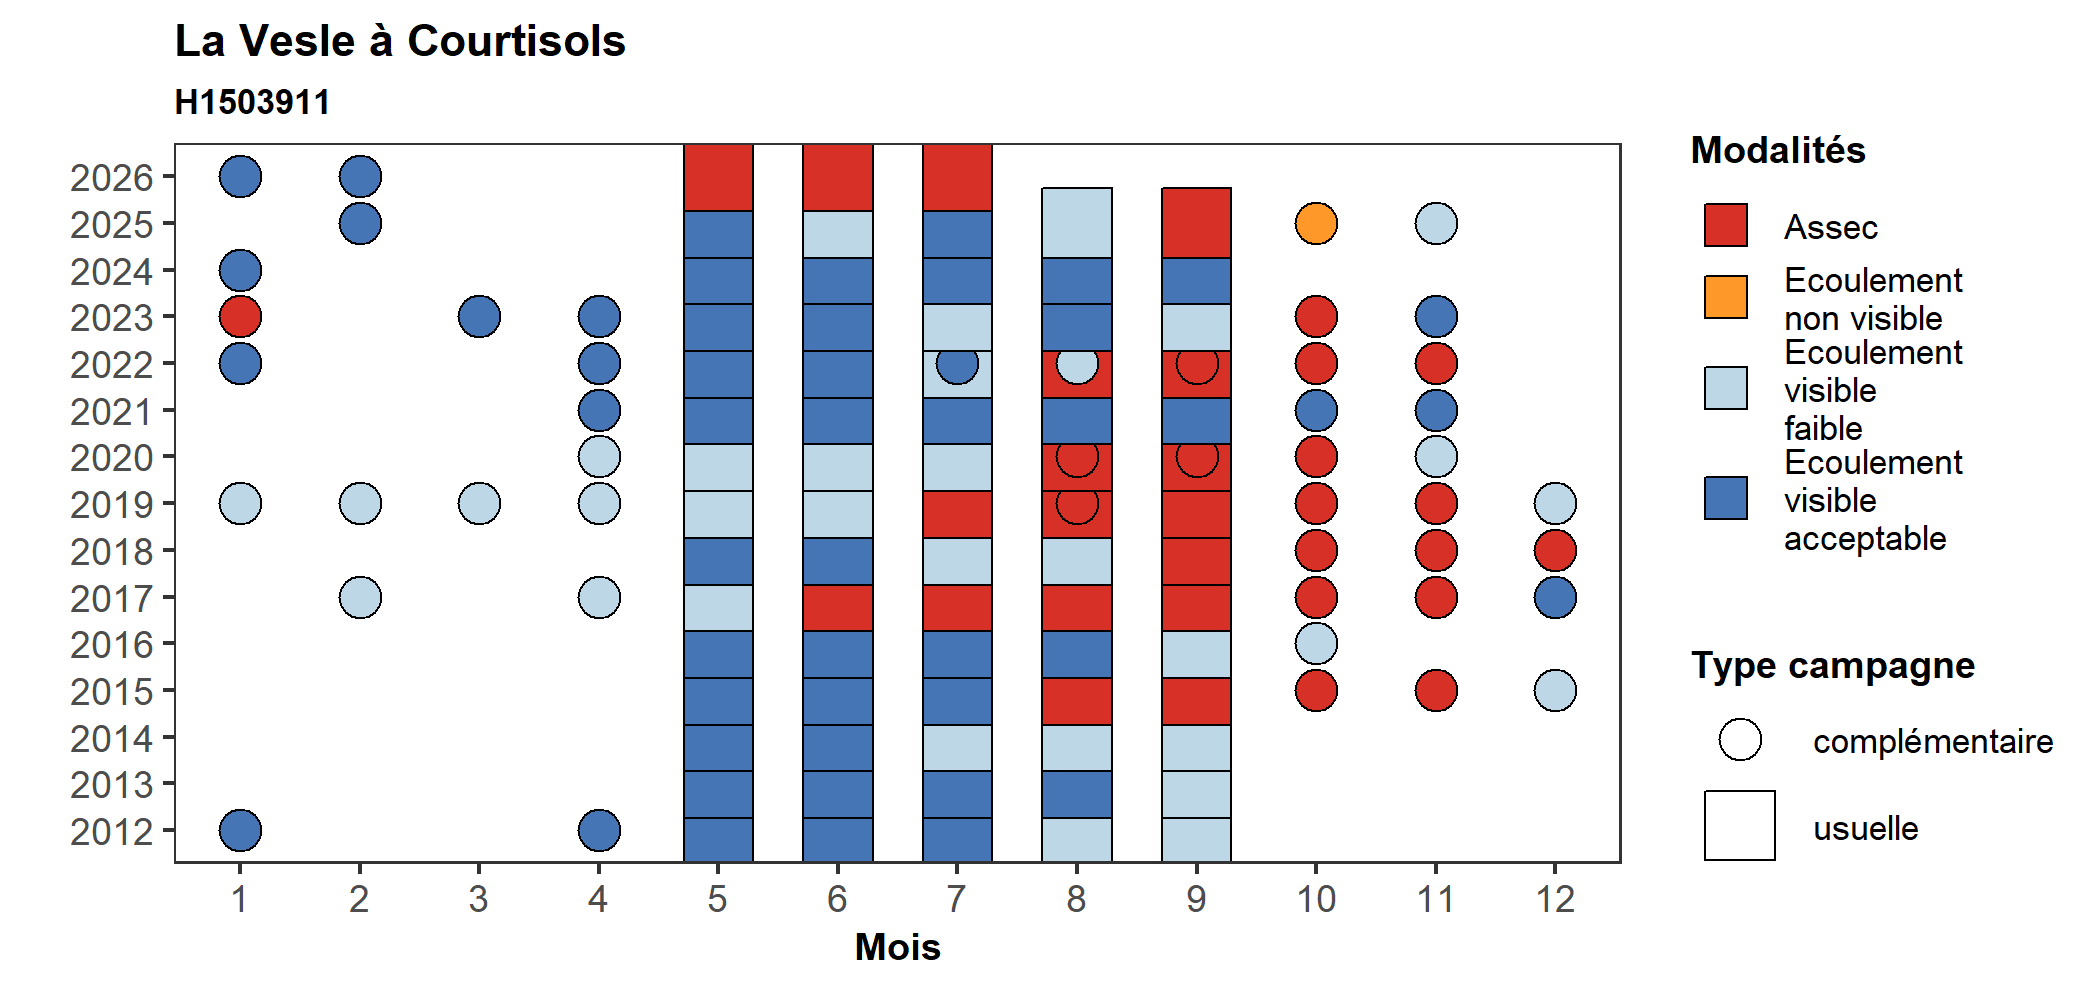 La Vesle à Courtisols
H1503911
2026
2025
2024
2023
2022
2021
2020
2019
2018
2017
2016
2015
2014
2013
2012
1 2 3 4 5 6 7 8 9 10 11 12
Mois
Modalités
Assec
Ecoulement
non visible
Ecoulement
visible
faible
Ecoulement
visible
acceptable
Type campagne
complémentaire
usuelle